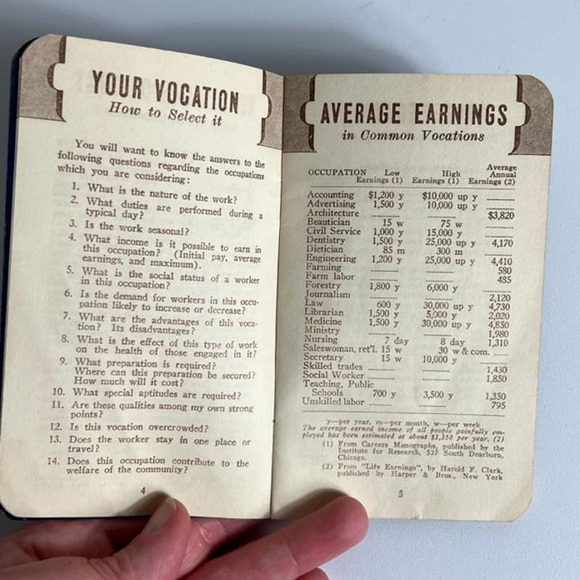 YOUR VOCATION
How to Select it
You will want to know the answers to the
following questions regarding the occupations
which you are considering:
1. What is the nature of the work?
2. What duties are performed during a
typical day?
3. Is the work seasonal?
4. What income is it possible to earn in
this occupation? (Initial pay, average
earnings, and maximum).
5. What is the social status of a worker
in this occupation?
6. Is the demand for workers in this occu-
pation likely to increase or decrease?
7. What are the advantages of this voca-
tion? Its disadvantages?
8. What is the effect of this type of work
on the health of those engaged in it?
9. What preparation is required?
Where can this preparation be secured?
How much will it cost?
10. What special aptitudes are required?
11. Are these qualities among my own strong
points?
12. Is this vocation overcrowded?
13. Does the worker stay in one place or
travel?
14. Does this occupation contribute to the
welfare of the community?
4
AVERAGE EARNINGS
in Common Vocations
OCCUPATION Low Earnings (1) High Earnings (1) Average Annual Earnings (2)
Accounting $1,200 y $10,000 up y ........
Advertising 1,500 y 10,000 up y ........
Architecture ........ ........ $3,820
Beautician 15 w 75 w
Civil Service 1,000 y 15,000 y
Dentistry 1,500 y 25,000 up y 4,170
Dietician 85 m 300 m
Engineering 1,200 y 25,000 up y 4,410
Farming 580
Farm labor ........ ........ 485
Forestry 1,800 y 6,000 y
Journalism ........ ........ 2,120
Law 600 y 30,000 up y 4,730
Librarian 1,500 y 5,000 y 2,020
Medicine 1,500 y 30,000 up y 4,850
Ministry ........ ........ 1,980
Nursing 7 day 8 day 1,310
Saleswoman, ret'l. 15 w 30 w & com. ........
Secretary 15 w 10,000 y
Skilled trades ........ ........ 1,430
Social Worker ........ ........ 1,850
Teaching, Public
Schools 700 y 3,500 y 1,350
Unskilled labor ........ ........ 795
y—per year, m—per month, w—per week
The average earned income of all people gainfully em-
ployed has been estimated at about $1,350 per year. (2)
(1) From Careers Monographs, published by the
Institute for Research, 537 South Dearborn,
Chicago.
(2) From "Life Earnings", by Harold F. Clark,
published by Harper & Bros., New York
5